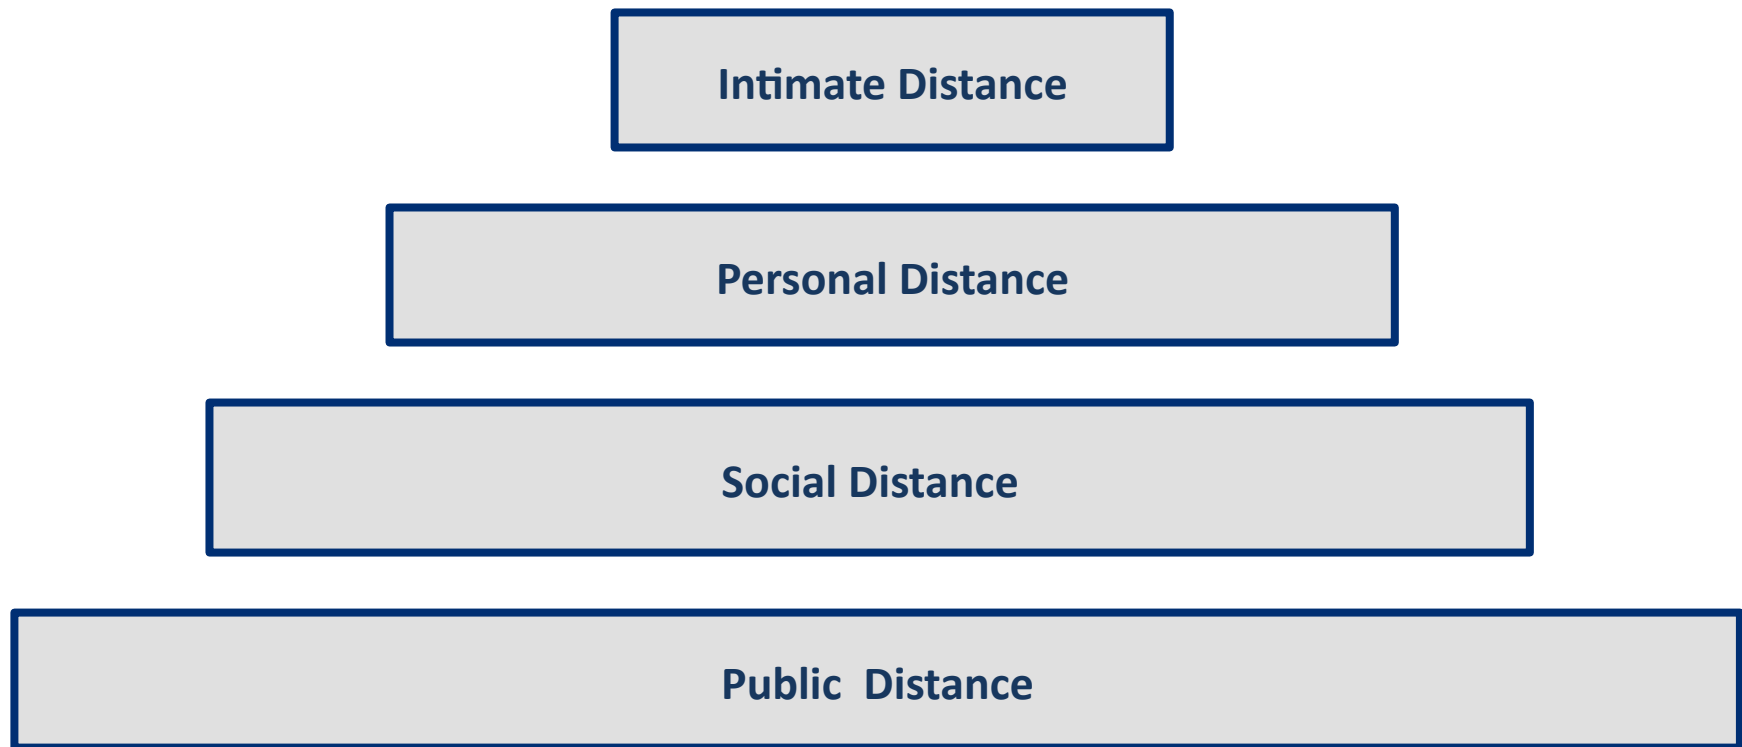 Intimate Distance
Personal Distance
Social Distance
Public  Distance